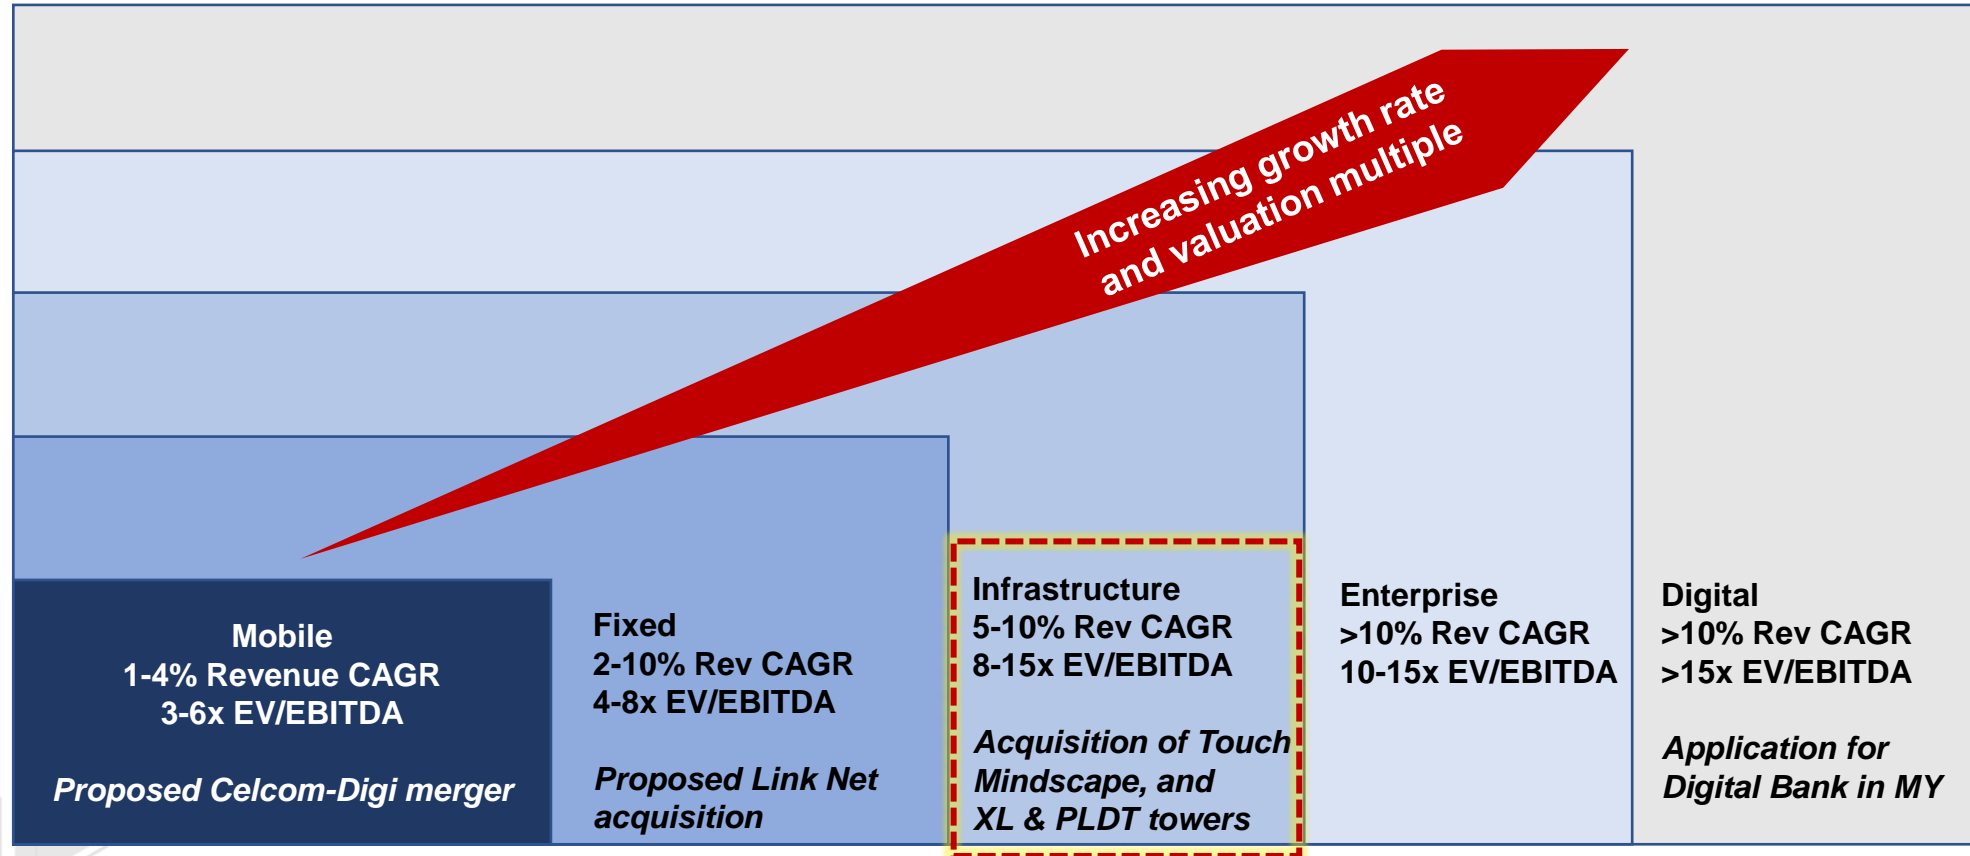 Increasing growth rate
and valuation multiple
Mobile
1-4% Revenue CAGR
3-6x EV/EBITDA
Proposed Celcom-Digi merger
Fixed
2-10% Rev CAGR
4-8x EV/EBITDA
Proposed Link Net
acquisition
Infrastructure
5-10% Rev CAGR
8-15x EV/EBITDA
Acquisition of Touch
Mindscape, and
XL & PLDT towers
Enterprise
>10% Rev CAGR
10-15x EV/EBITDA
Digital
>10% Rev CAGR
>15x EV/EBITDA
Application for
Digital Bank in MY